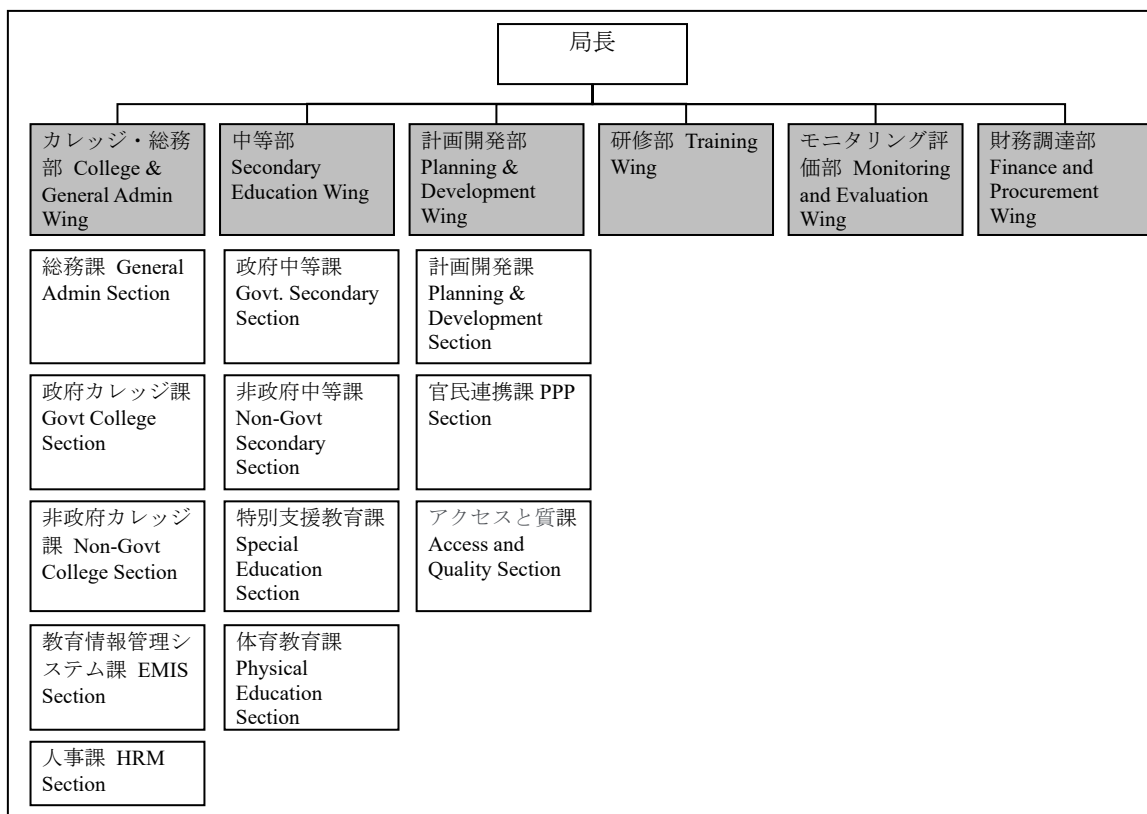 局長
カレッジ・総務
部 College &
General Admin
Wing
中等部
Secondary
Education Wing
計画開発部
Planning &
Development
Wing
研修部 Training
Wing
モニタリング評
価部 Monitoring
and Evaluation
Wing
財務調達部
Finance and
Procurement
Wing
総務課 General
Admin Section
政府中等課
Govt. Secondary
Section
計画開発課
Planning &
Development
Section
政府カレッジ課
Govt College
Section
非政府中等課
Non-Govt
Secondary
Section
官民連携課 PPP
Section
非政府カレッジ
課 Non-Govt
College Section
特別支援教育課
Special
Education
Section
アクセスと質課
Access and
Quality Section
教育情報管理シ
ステム課 EMIS
Section
体育教育課
Physical
Education
Section
人事課 HRM
Section